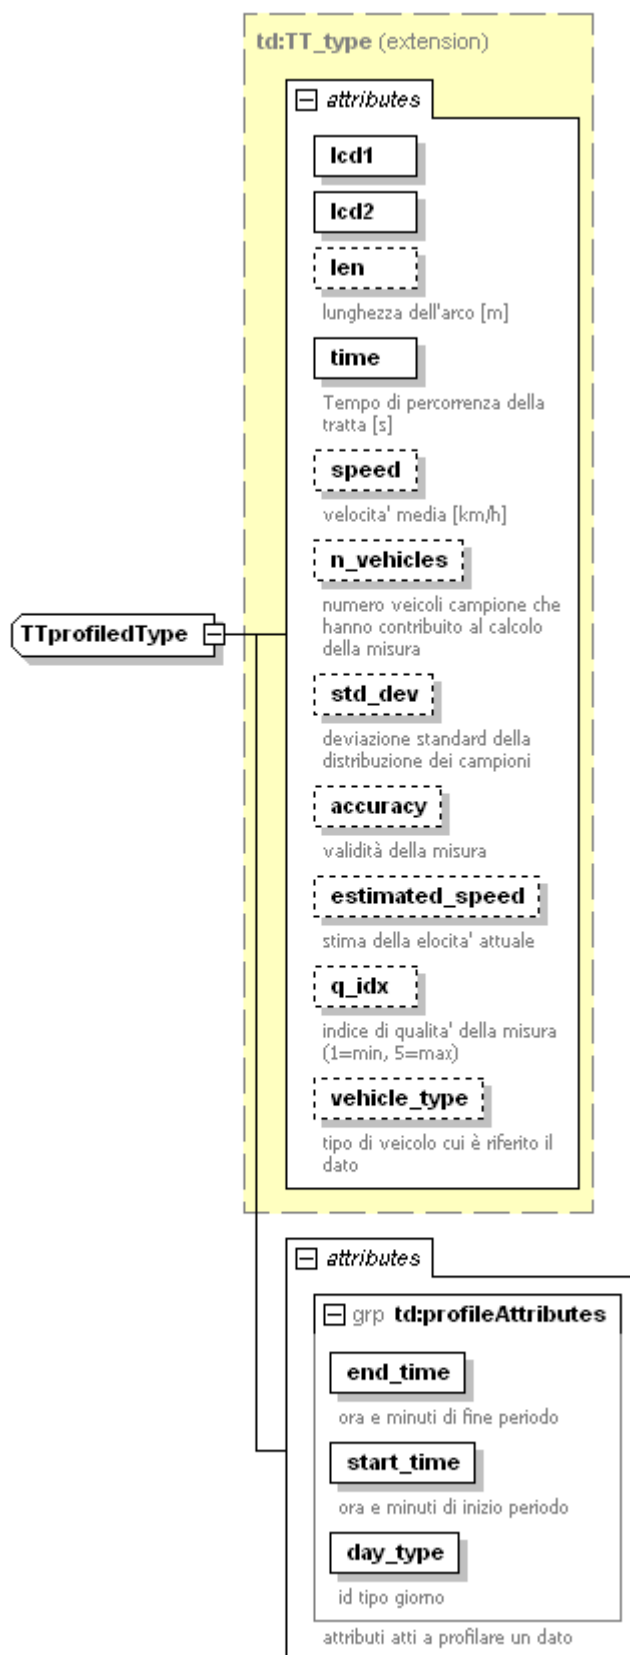 td:TT_type (extension)
attributes
lcd1
lcd2
len
lunghezza dell'arco [m]
time
Tempo di percorrenza della
tratta [s]
speed
velocita' media [km/h]
n_vehicles
numero veicoli campione che
hanno contribuito al calcolo
della misura
TTprofiledType
std_dev
deviazione standard della
distribuzione dei campioni
accuracy
validità della misura
estimated_speed
stima della elocita' attuale
q_idx
indice di qualita' della misura
(1=min, 5=max)
vehicle_type
tipo di veicolo cui è riferito il
dato
attributes
grp td:profileAttributes
end_time
ora e minuti di fine periodo
start_time
ora e minuti di inizio periodo
day_type
id tipo giorno
attributi atti a profilare un dato